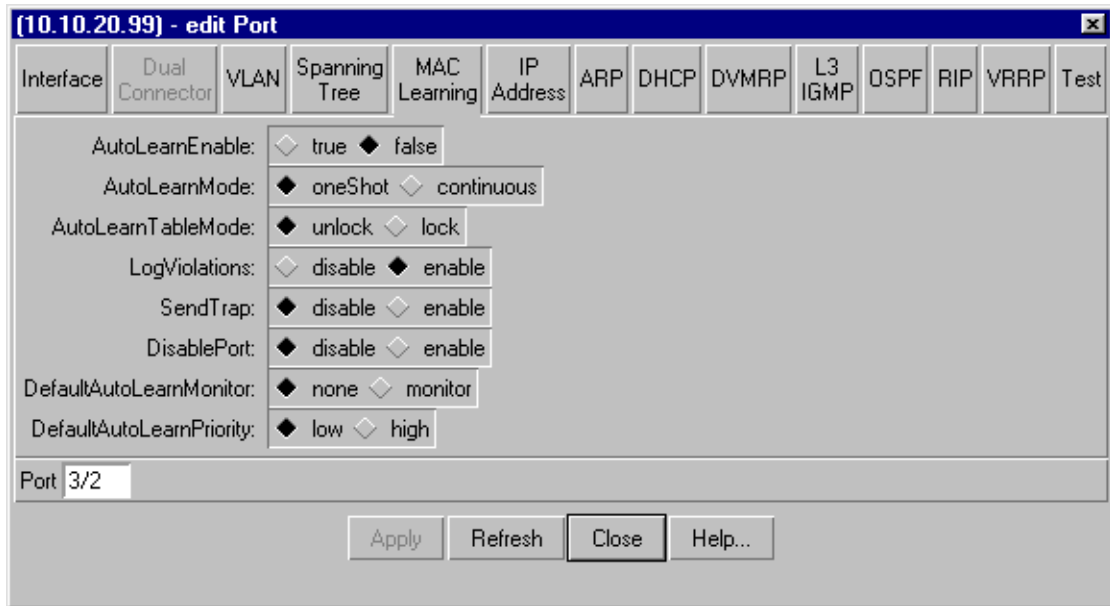 (10.10.20.99) - edit Port
Interface Dual Connector VLAN Spanning Tree MAC Learning IP Address ARP DHCP DVMRP L3 IGMP OSPF RIP VRRP Test
AutoLearnEnable: true false
AutoLearnMode: oneShot continuous
AutoLearnTableMode: unlock lock
LogViolations: disable enable
SendTrap: disable enable
DisablePort: disable enable
DefaultAutoLearnMonitor: none monitor
DefaultAutoLearnPriority: low high
Port 3/2
Apply Refresh Close Help...